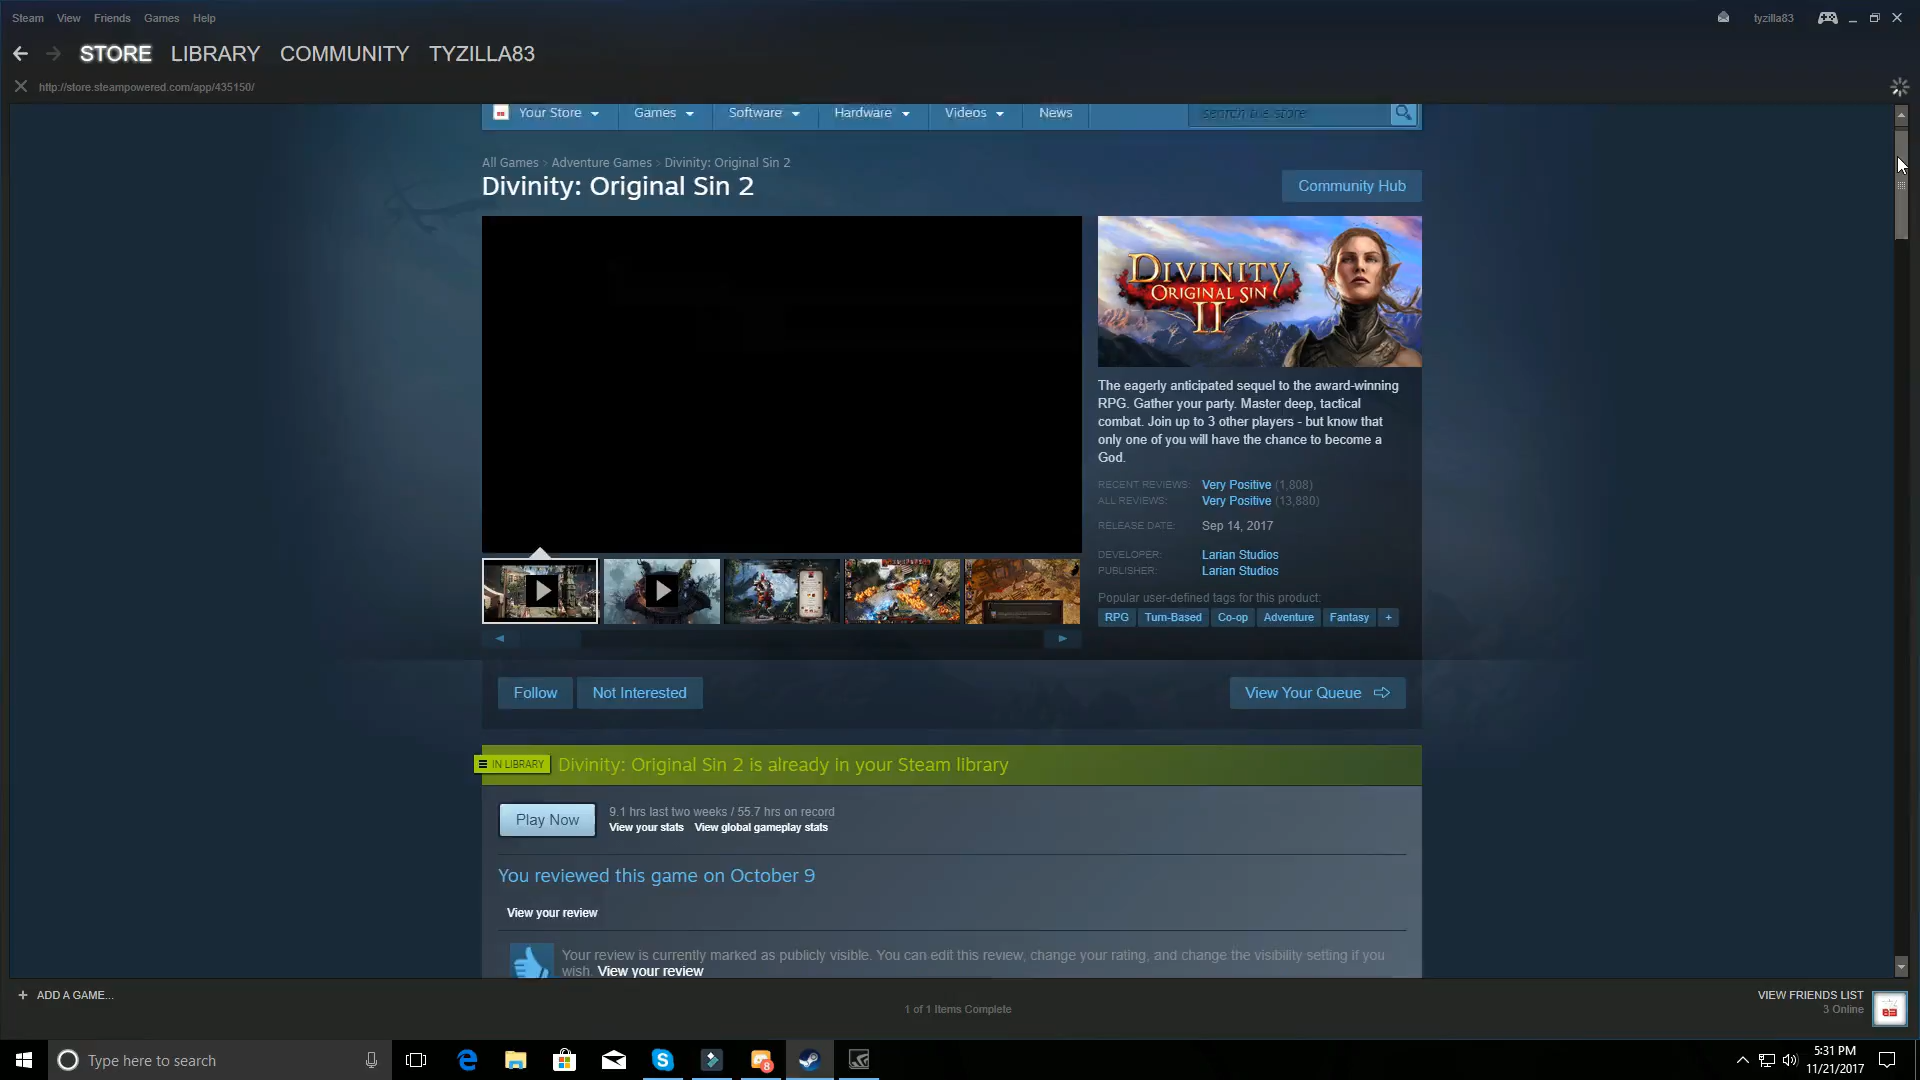 Steam View Friends Games Help
tyzilla83
STORE LIBRARY COMMUNITY TYZILLA83
http://store.steampowered.com/app/435150/
Your Store Games Software Hardware Videos News
search the store
All Games > Adventure Games > Divinity: Original Sin 2
Divinity: Original Sin 2
Community Hub
DIVINITY
ORIGINAL SIN
II
The eagerly anticipated sequel to the award-winning
RPG. Gather your party. Master deep, tactical
combat. Join up to 3 other players - but know that
only one of you will have the chance to become a
God.
RECENT REVIEWS: Very Positive (1,808)
ALL REVIEWS: Very Positive (13,880)
RELEASE DATE: Sep 14, 2017
DEVELOPER: Larian Studios
PUBLISHER: Larian Studios
Popular user-defined tags for this product:
RPG Turn-Based Co-op Adventure Fantasy +
Follow Not Interested
View Your Queue
IN LIBRARY Divinity: Original Sin 2 is already in your Steam library
Play Now
9.1 hrs last two weeks / 55.7 hrs on record
View your stats View global gameplay stats
You reviewed this game on October 9
View your review
Your review is currently marked as publicly visible. You can edit this review, change your rating, and change the visibility setting if you
wish. View your review
+ ADD A GAME...
1 of 1 Items Complete
VIEW FRIENDS LIST
3 Online
83
Type here to search
8
5:31 PM
11/21/2017